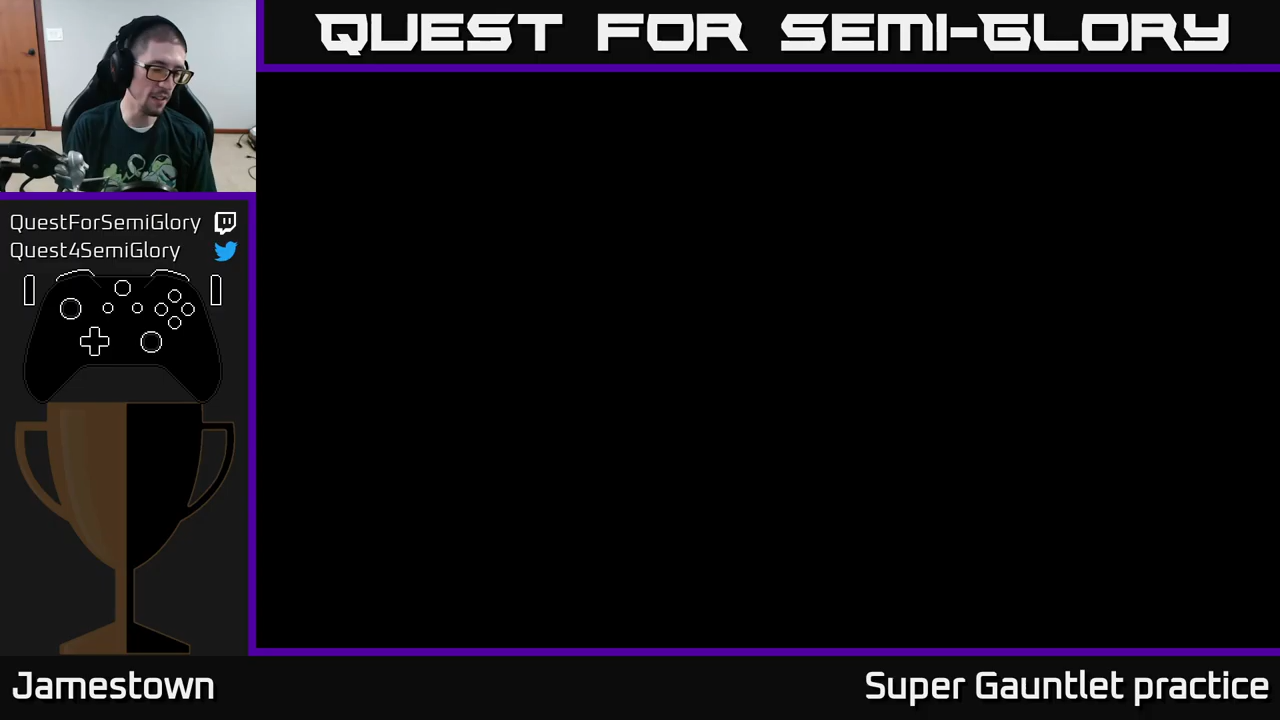 QUEST FOR SEMI-GLORY
QuestForSemiGlory
Quest4SemiGlory
Jamestown
Super Gauntlet practice